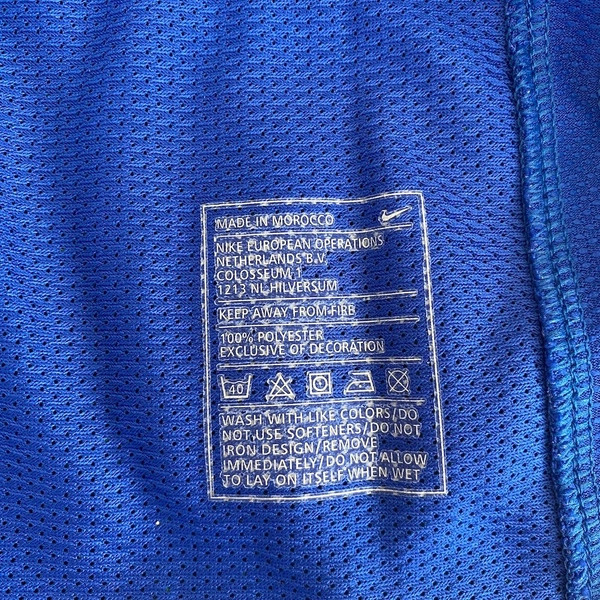 MADE IN MOROCCO
NIKE EUROPEAN OPERATIONS
NETHERLANDS B.V.
COLOSSEUM 1
1213 NL HILVERSUM
KEEP AWAY FROM FIRE
100% POLYESTER
EXCLUSIVE OF DECORATION
40
WASH WITH LIKE COLORS/DO
NOT USE SOFTENERS/DO NOT
IRON DESIGN/REMOVE
IMMEDIATELY/DO NOT ALLOW
TO LAY ON ITSELF WHEN WET